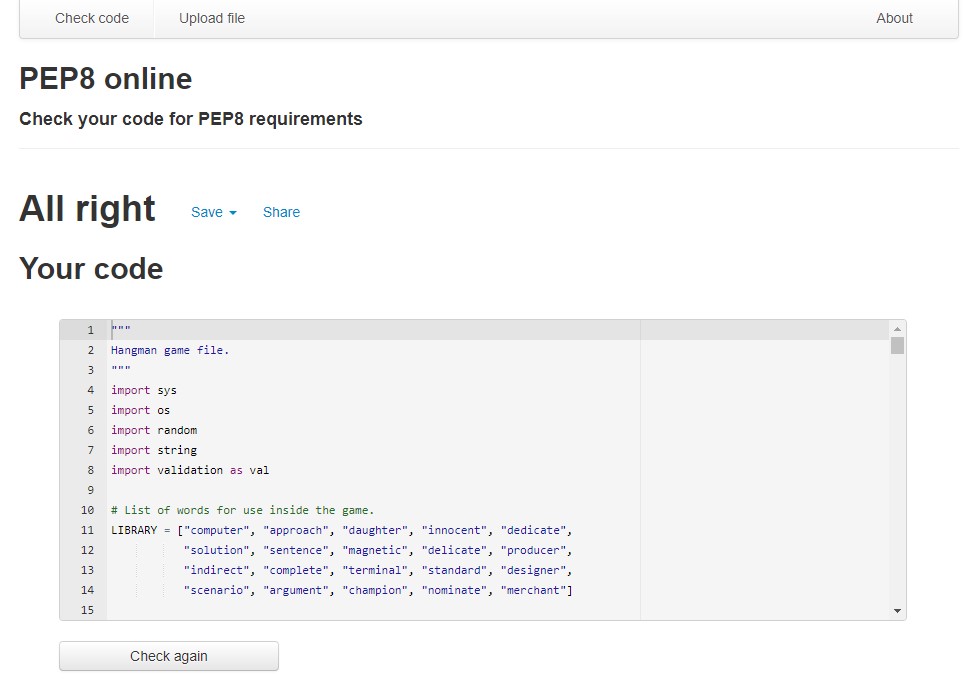 Check code Upload file About
PEP8 online
Check your code for PEP8 requirements
All right Save Share
Your code
1 """
2 Hangman game file.
3 """
4 import sys
5 import os
6 import random
7 import string
8 import validation as val
9
10 # List of words for use inside the game.
11 LIBRARY = ["computer", "approach", "daughter", "innocent", "dedicate",
12 "solution", "sentence", "magnetic", "delicate", "producer",
13 "indirect", "complete", "terminal", "standard", "designer",
14 "scenario", "argument", "champion", "nominate", "merchant"]
15
Check again